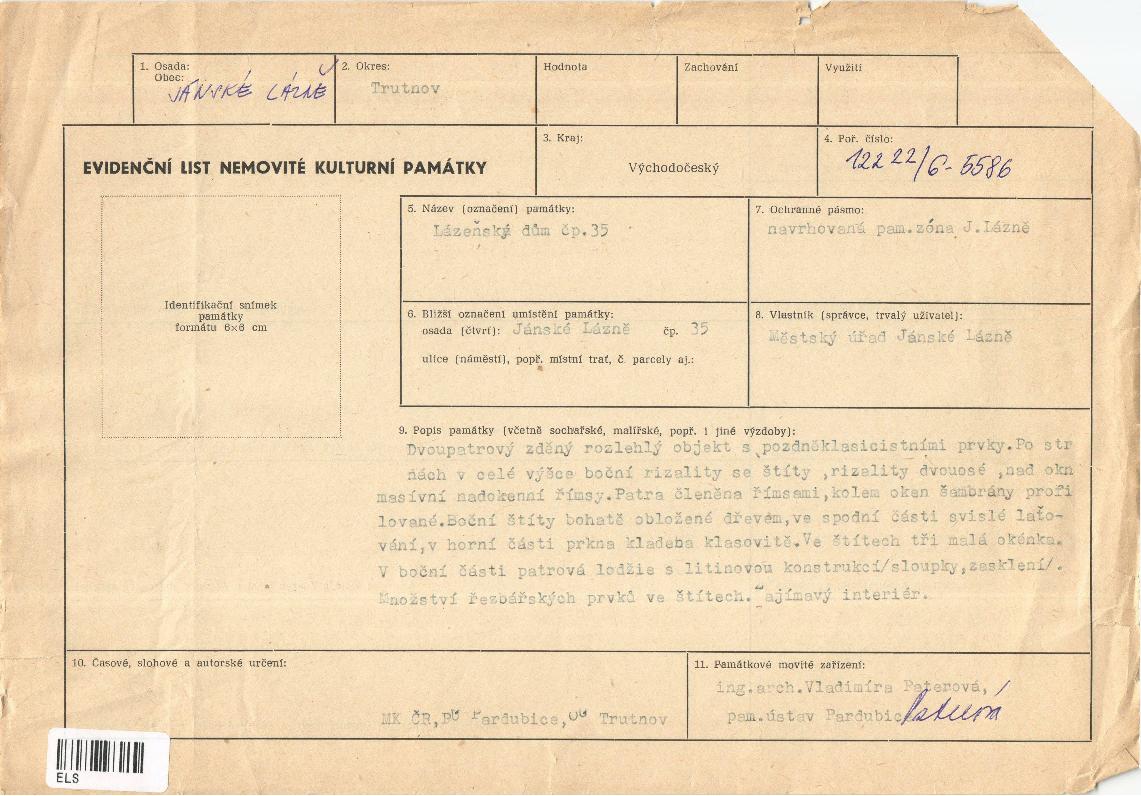 1. Osada:
Obec: JÁNSKÉ LÁZNĚ
2. Okres:
Trutnov
Hodnota
Zachování
Využití
EVIDENČNÍ LIST NEMOVITÉ KULTURNÍ PAMÁTKY
3. Kraj:
Východočeský
4. Poř. číslo:
12222/6-5586
Identifikační snímek
památky
formátu 6×6 cm
5. Název (označení) památky:
Lázeňský dům čp.35
7. Ochranné pásmo:
navrhovaná pam.zóna J.Lázně
6. Bližší označení umístění památky:
osada (čtvrť): Jánské Lázně čp. 35
ulice (náměstí), popř. místní trať, č. parcely aj.:
8. Vlastník (správce, trvalý uživatel):
Městský úřad Jánské Lázně
9. Popis památky (včetně sochařské, malířské, popř. i jiné výzdoby):
Dvoupatrový zděný rozlehlý objekt s pozdněklasicistními prvky.Po str
nách v celé výšce boční rizality se štíty ,rizality dvouosé ,nad okn
masívní nadokenní římsy.Patra členěna římsami,kolem oken šambrány profi
lované.Boční štíty bohatě obložené dřevem,ve spodní části svislé laťo-
vání,v horní části prkna kladeba klasovitě.Ve štítech tři malá okénka.
V boční části patrová lodžie s litinovou konstrukcí/sloupky,zasklení/.
Množství řezbářských prvků ve štítech. ajímavý interiér.
10. Časové, slohové a autorské určení:
MK ČR,PÚ Pardubice,OÚ Trutnov
11. Památkové movité zařízení:
ing.arch.Vladimíra Paterová,
pam.ústav Pardubic Paterová
ELS